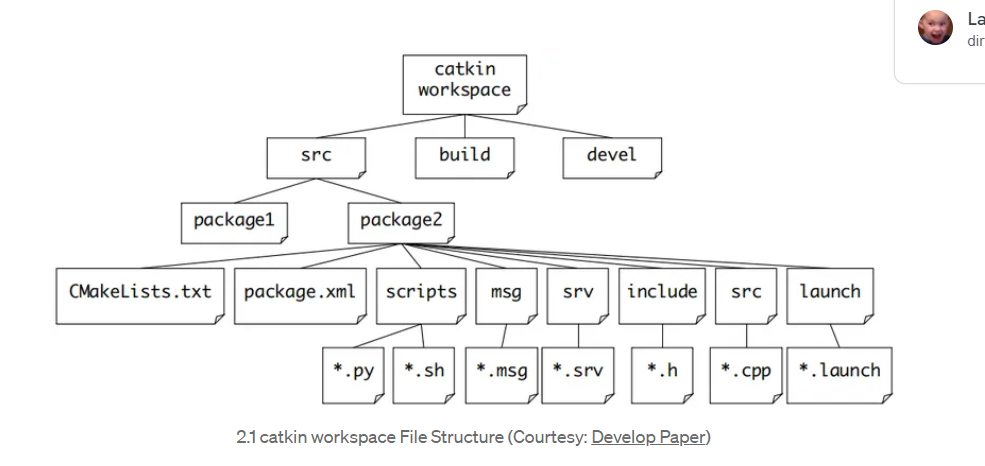 La
dir
catkin
workspace
src
build
devel
package1
package2
CMakeLists.txt
package.xml
scripts
msg
srv
include
src
launch
*.py
*.sh
*.msg
*.srv
*.h
*.cpp
*.launch
2.1 catkin workspace File Structure (Courtesy: Develop Paper)